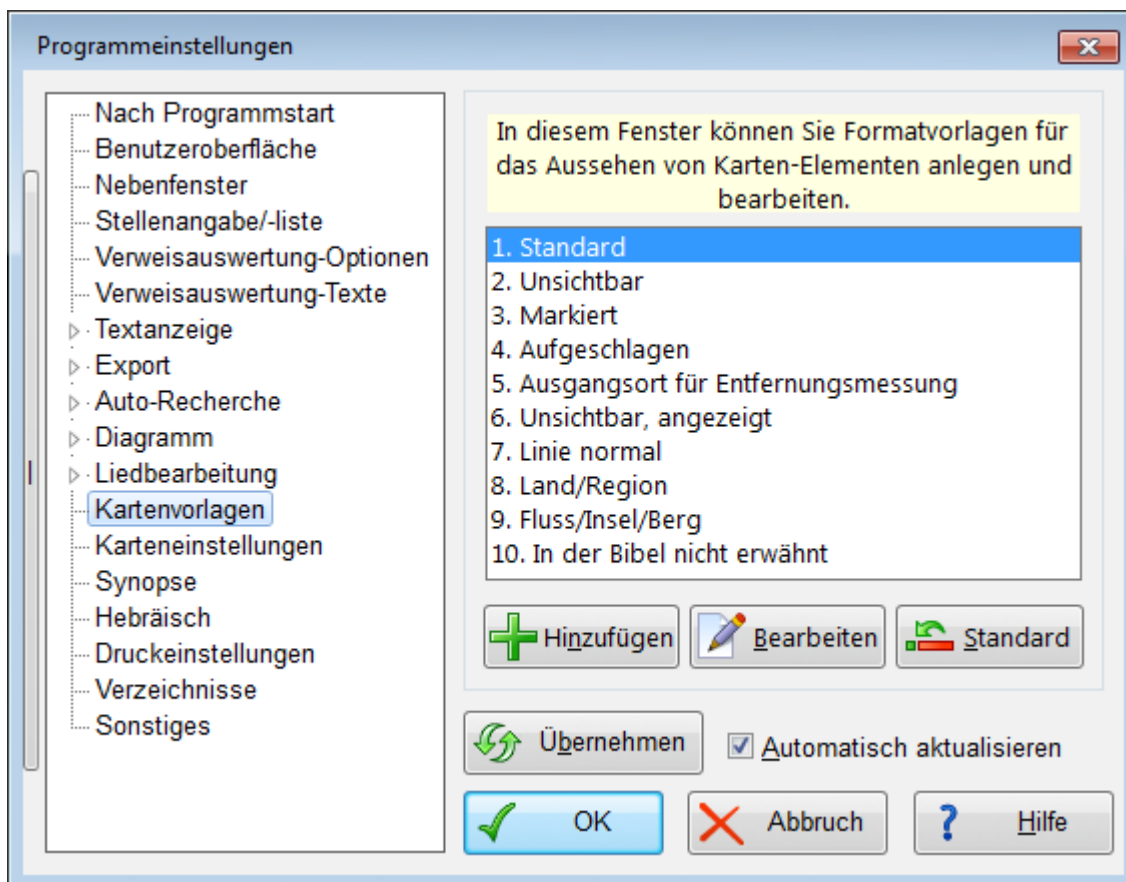 Programmeinstellungen
Nach Programmstart
Benutzeroberfläche
Nebenfenster
Stellenangabe/-liste
Verweisauswertung-Optionen
Verweisauswertung-Texte
Textanzeige
Export
Auto-Recherche
Diagramm
Liedbearbeitung
Kartenvorlagen
Karteneinstellungen
Synopse
Hebräisch
Druckeinstellungen
Verzeichnisse
Sonstiges
In diesem Fenster können Sie Formatvorlagen für
das Aussehen von Karten-Elementen anlegen und
bearbeiten.
1. Standard
2. Unsichtbar
3. Markiert
4. Aufgeschlagen
5. Ausgangsort für Entfernungsmessung
6. Unsichtbar, angezeigt
7. Linie normal
8. Land/Region
9. Fluss/Insel/Berg
10. In der Bibel nicht erwähnt
Hinzufügen Bearbeiten Standard
Übernehmen Automatisch aktualisieren
OK Abbruch Hilfe